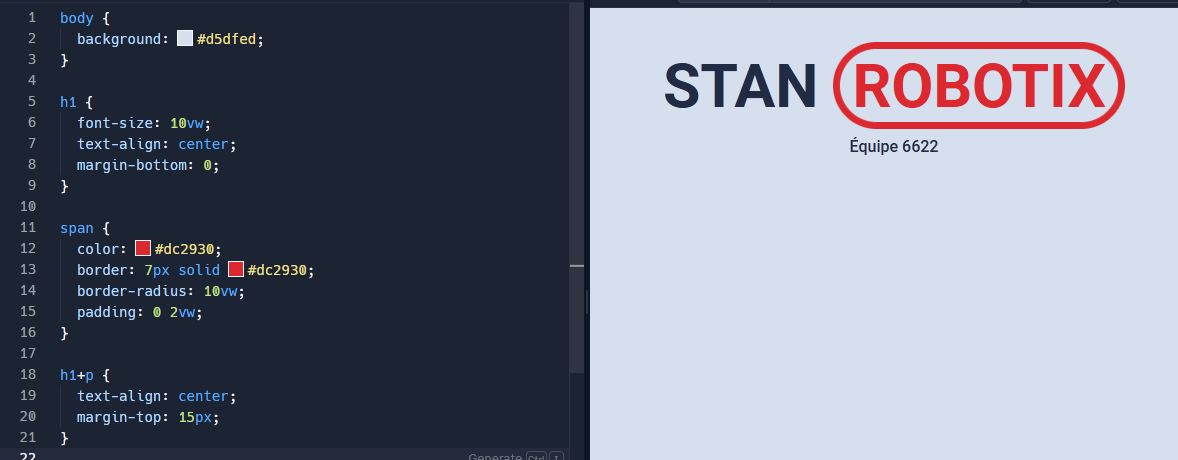 1 body {
2 background: #d5dfed;
3 }
4
5 h1 {
6 font-size: 10vw;
7 text-align: center;
8 margin-bottom: 0;
9 }
10
11 span {
12 color: #dc2930;
13 border: 7px solid #dc2930;
14 border-radius: 10vw;
15 padding: 0 2vw;
16 }
17
18 h1+p {
19 text-align: center;
20 margin-top: 15px;
21 }
22
Generate Ctrl I
STAN ROBOTIX
Équipe 6622